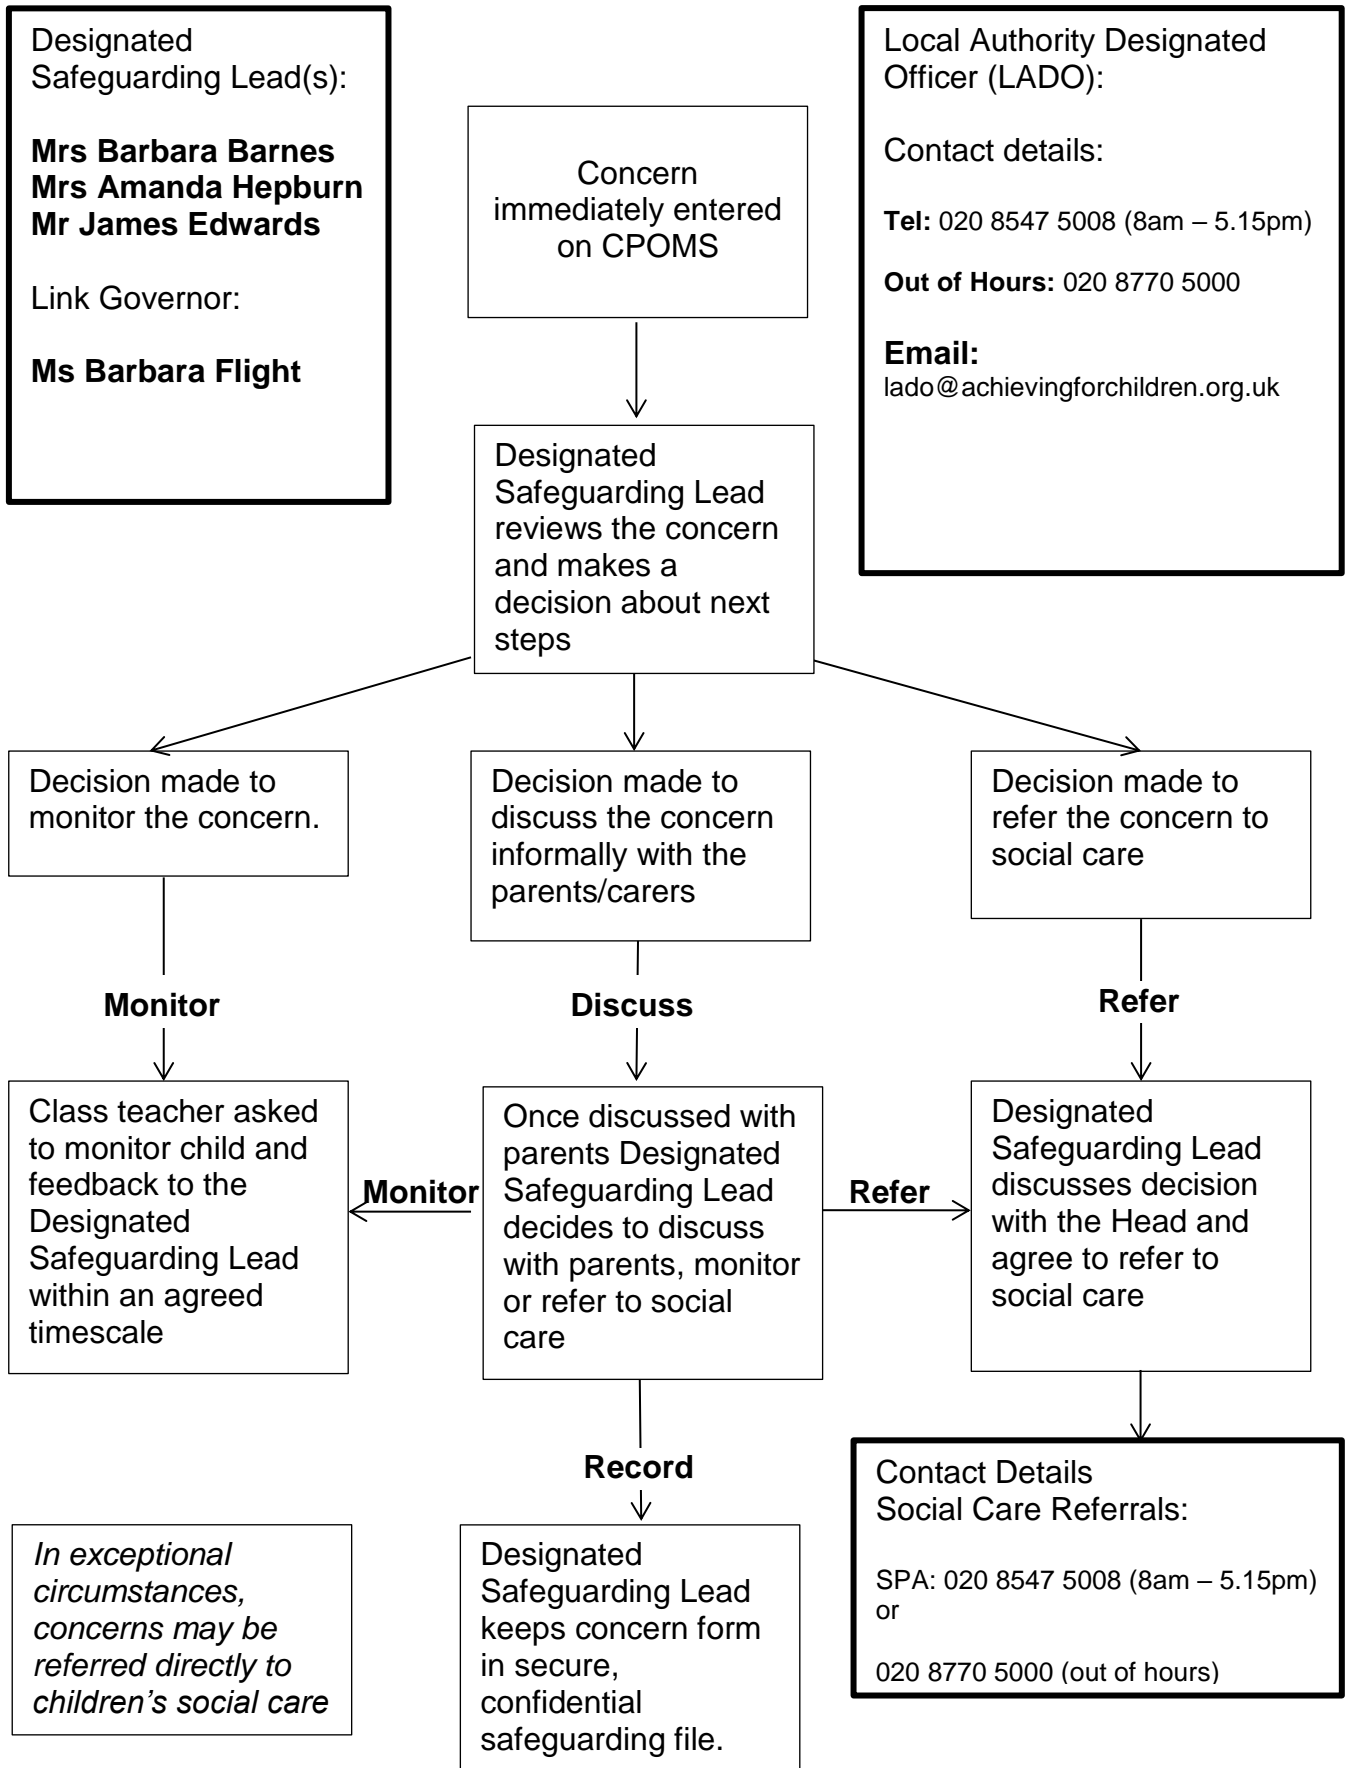 Designated
Safeguarding Lead(s):
Mrs Barbara Barnes
Mrs Amanda Hepburn
Mr James Edwards
Link Governor:
Ms Barbara Flight
Concern
immediately entered
on CPOMS
Local Authority Designated
Officer (LADO):
Contact details:
Tel: 020 8547 5008 (8am – 5.15pm)
Out of Hours: 020 8770 5000
Email:
lado@achievingforchildren.org.uk
Designated
Safeguarding Lead
reviews the concern
and makes a
decision about next
steps
Decision made to
monitor the concern.
Decision made to
discuss the concern
informally with the
parents/carers
Decision made to
refer the concern to
social care
Monitor
Discuss
Refer
Class teacher asked
to monitor child and
feedback to the
Designated
Safeguarding Lead
within an agreed
timescale
Monitor
Once discussed with
parents Designated
Safeguarding Lead
decides to discuss
with parents, monitor
or refer to social
care
Refer
Designated
Safeguarding Lead
discusses decision
with the Head and
agree to refer to
social care
Record
In exceptional
circumstances,
concerns may be
referred directly to
children’s social care
Designated
Safeguarding Lead
keeps concern form
in secure,
confidential
safeguarding file.
Contact Details
Social Care Referrals:
SPA: 020 8547 5008 (8am – 5.15pm)
or
020 8770 5000 (out of hours)